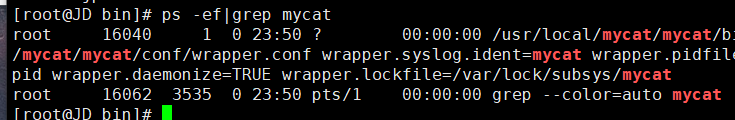 [root@JD bin]# ps -ef|grep mycat
root     16040     1  0 23:50 ?        00:00:00 /usr/local/mycat/mycat/bi
/mycat/mycat/conf/wrapper.conf wrapper.syslog.ident=mycat wrapper.pidfile
pid wrapper.daemonize=TRUE wrapper.lockfile=/var/lock/subsys/mycat
root     16062  3535  0 23:50 pts/1    00:00:00 grep --color=auto mycat
[root@JD bin]#